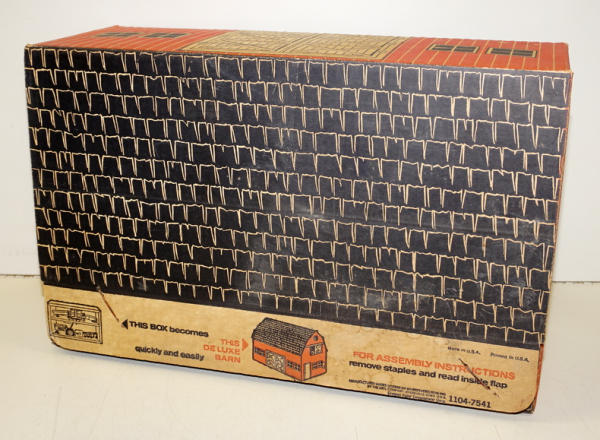 THIS BOX becomes
quickly and easily
THIS
DE LUXE
BARN
Made in U.S.A. Printed in U.S.A.
FOR ASSEMBLY INSTRUCTIONS
remove staples and read inside flap
1104-7541